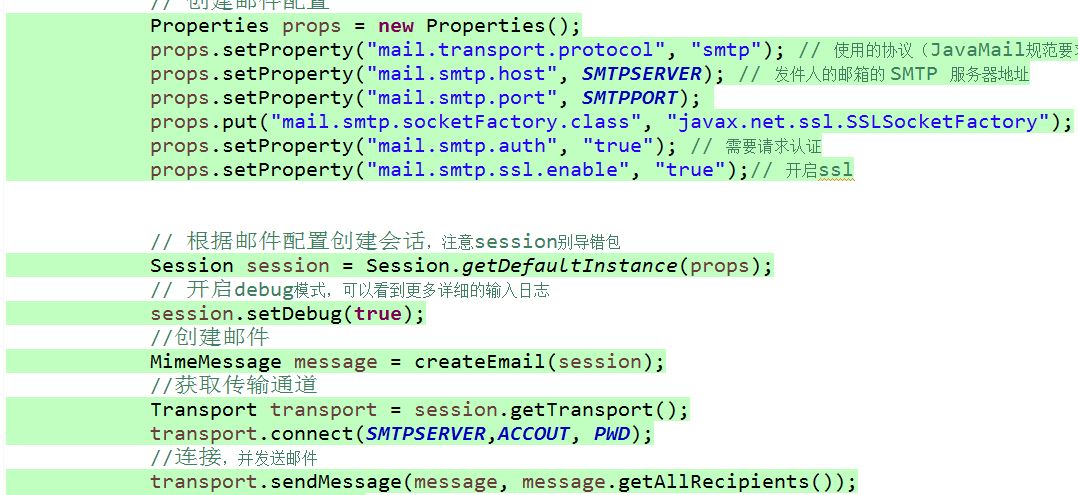 // 创建邮件配置
Properties props = new Properties();
props.setProperty("mail.transport.protocol", "smtp"); // 使用的协议（JavaMail规范要求
props.setProperty("mail.smtp.host", SMTPSERVER); // 发件人的邮箱的 SMTP 服务器地址
props.setProperty("mail.smtp.port", SMTPPORT);
props.put("mail.smtp.socketFactory.class", "javax.net.ssl.SSLSocketFactory");
props.setProperty("mail.smtp.auth", "true"); // 需要请求认证
props.setProperty("mail.smtp.ssl.enable", "true");// 开启ssl
// 根据邮件配置创建会话，注意session别导错包
Session session = Session.getDefaultInstance(props);
// 开启debug模式，可以看到更多详细的输入日志
session.setDebug(true);
//创建邮件
MimeMessage message = createEmail(session);
//获取传输通道
Transport transport = session.getTransport();
transport.connect(SMTPSERVER,ACCOUT, PWD);
//连接，并发送邮件
transport.sendMessage(message, message.getAllRecipients());